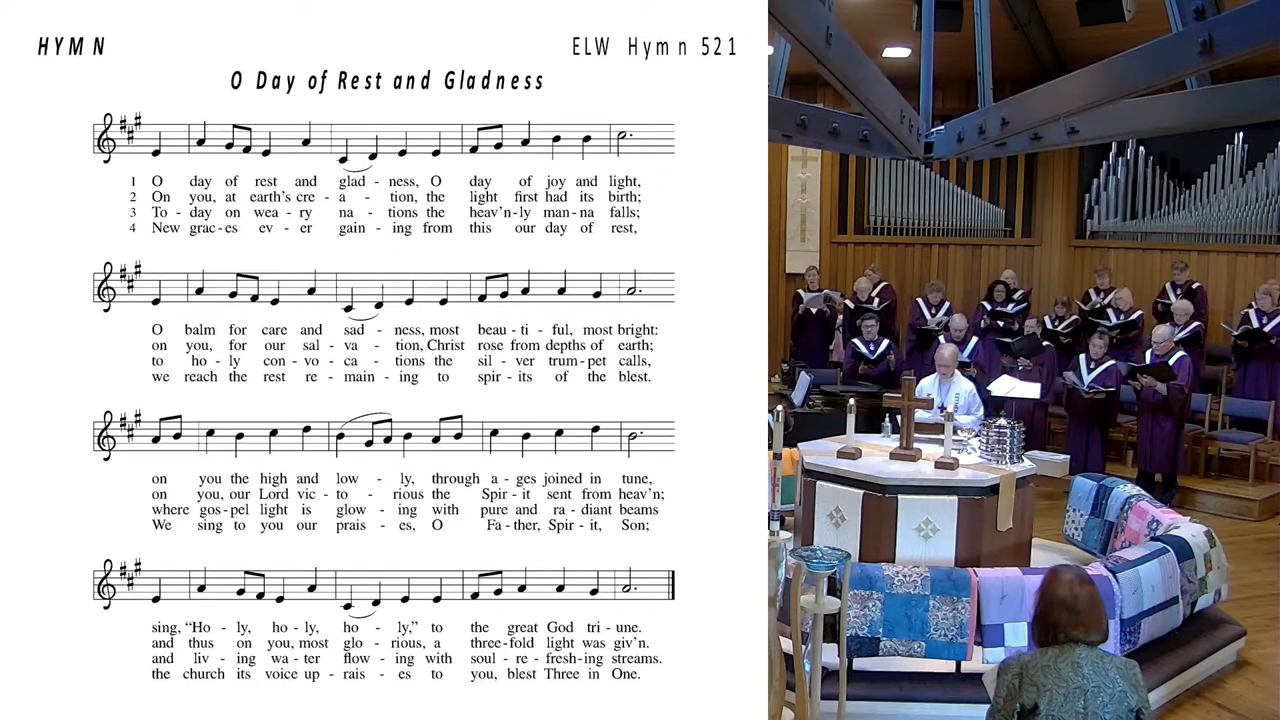 HYMN
ELW Hymn 521
O Day of Rest and Gladness
1 O day of rest and glad - ness, O day of joy and light,
2 On you, at earth's cre - a - tion, the light first had its birth;
3 To - day on wea - ry na - tions the heav'n - ly man - na falls;
4 New grac - es ev - er gain - ing from this our day of rest,
O balm for care and sad - ness, most beau - ti - ful, most bright:
on you, for our sal - va - tion, Christ rose from depths of earth;
to ho - ly con - vo - ca - tions the sil - ver trum - pet calls,
we reach the rest re - main - ing to spir - its of the blest.
on you the high and low - ly, through a - ges joined in tune,
on you, our Lord vic - to - rious the Spir - it sent from heav'n;
where gos - pel light is glow - ing with pure and ra - diant beams
We sing to you our prais - es, O Fa - ther, Spir - it, Son;
sing, “Ho - ly, ho - ly, ho - ly,” to the great God tri - une.
and thus on you, most glo - rious, a three - fold light was giv'n.
and liv - ing wa - ter flow - ing with soul - re - fresh - ing streams.
the church its voice up - rais - es to you, blest Three in One.